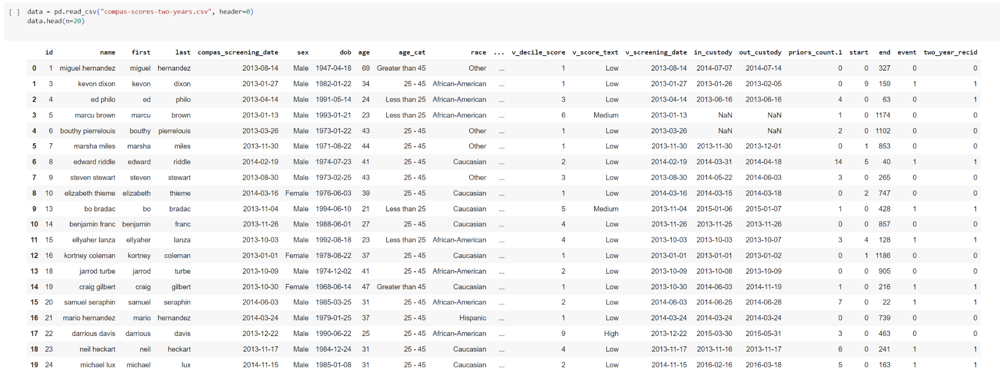 [ ] data = pd.read_csv("compas-scores-two-years.csv", header=0)
data.head(n=20)
id name first last compas_screening_date sex dob age age_cat race ... v_decile_score v_score_text v_screening_date in_custody out_custody priors_count.1 start end event two_year_recid
0 1 miguel hernandez miguel hernandez 2013-08-14 Male 1947-04-18 69 Greater than 45 Other ... 1 Low 2013-08-14 2014-07-07 2014-07-14 0 0 327 0 0
1 3 kevon dixon kevon dixon 2013-01-27 Male 1982-01-22 34 25 - 45 African-American ... 1 Low 2013-01-27 2013-01-26 2013-02-05 0 9 159 1 1
2 4 ed philo ed philo 2013-04-14 Male 1991-05-14 24 Less than 25 African-American ... 3 Low 2013-04-14 2013-06-16 2013-06-16 4 0 63 0 1
3 5 marcu brown marcu brown 2013-01-13 Male 1993-01-21 23 Less than 25 African-American ... 6 Medium 2013-01-13 NaN NaN 1 0 1174 0 0
4 6 bouthy pierrelouis bouthy pierrelouis 2013-03-26 Male 1973-01-22 43 25 - 45 Other ... 1 Low 2013-03-26 NaN NaN 2 0 1102 0 0
5 7 marsha miles marsha miles 2013-11-30 Male 1971-08-22 44 25 - 45 Other ... 1 Low 2013-11-30 2013-11-30 2013-12-01 0 1 853 0 0
6 8 edward riddle edward riddle 2014-02-19 Male 1974-07-23 41 25 - 45 Caucasian ... 2 Low 2014-02-19 2014-03-31 2014-04-18 14 5 40 1 1
7 9 steven stewart steven stewart 2013-08-30 Male 1973-02-25 43 25 - 45 Other ... 3 Low 2013-08-30 2014-05-22 2014-06-03 3 0 265 0 0
8 10 elizabeth thieme elizabeth thieme 2014-03-16 Female 1976-06-03 39 25 - 45 Caucasian ... 1 Low 2014-03-16 2014-03-15 2014-03-18 0 2 747 0 0
9 13 bo bradac bo bradac 2013-11-04 Male 1994-06-10 21 Less than 25 Caucasian ... 5 Medium 2013-11-04 2015-01-06 2015-01-07 1 0 428 1 1
10 14 benjamin franc benjamin franc 2013-11-26 Male 1988-06-01 27 25 - 45 Caucasian ... 4 Low 2013-11-26 2013-11-25 2013-11-26 0 0 857 0 0
11 15 ellyaher lanza ellyaher lanza 2013-10-03 Male 1992-08-18 23 Less than 25 African-American ... 4 Low 2013-10-03 2013-10-03 2013-10-07 3 4 128 1 1
12 16 kortney coleman kortney coleman 2013-01-01 Female 1978-08-22 37 25 - 45 Caucasian ... 1 Low 2013-01-01 2013-01-01 2013-01-02 0 1 1186 0 0
13 18 jarrod turbe jarrod turbe 2013-10-09 Male 1974-12-02 41 25 - 45 African-American ... 2 Low 2013-10-09 2013-10-08 2013-10-09 0 0 905 0 0
14 19 craig gilbert craig gilbert 2013-10-30 Female 1968-06-14 47 Greater than 45 Caucasian ... 1 Low 2013-10-30 2014-06-03 2014-11-19 1 0 216 1 1
15 20 samuel seraphin samuel seraphin 2014-06-03 Male 1985-03-25 31 25 - 45 African-American ... 2 Low 2014-06-03 2014-06-25 2014-06-28 7 0 22 1 1
16 21 mario hernandez mario hernandez 2014-03-24 Male 1979-01-25 37 25 - 45 Hispanic ... 1 Low 2014-03-24 2014-03-24 2014-03-24 0 0 739 0 0
17 22 darrious davis darrious davis 2013-12-22 Male 1990-06-22 25 25 - 45 African-American ... 9 High 2013-12-22 2015-03-30 2015-05-31 3 0 463 0 0
18 23 neil heckart neil heckart 2013-11-17 Male 1984-12-24 31 25 - 45 Caucasian ... 4 Low 2013-11-17 2013-11-16 2013-11-17 6 0 241 1 1
19 24 michael lux michael lux 2014-11-15 Male 1985-01-08 31 25 - 45 Caucasian ... 2 Low 2014-11-15 2016-02-16 2016-03-18 5 0 163 1 1